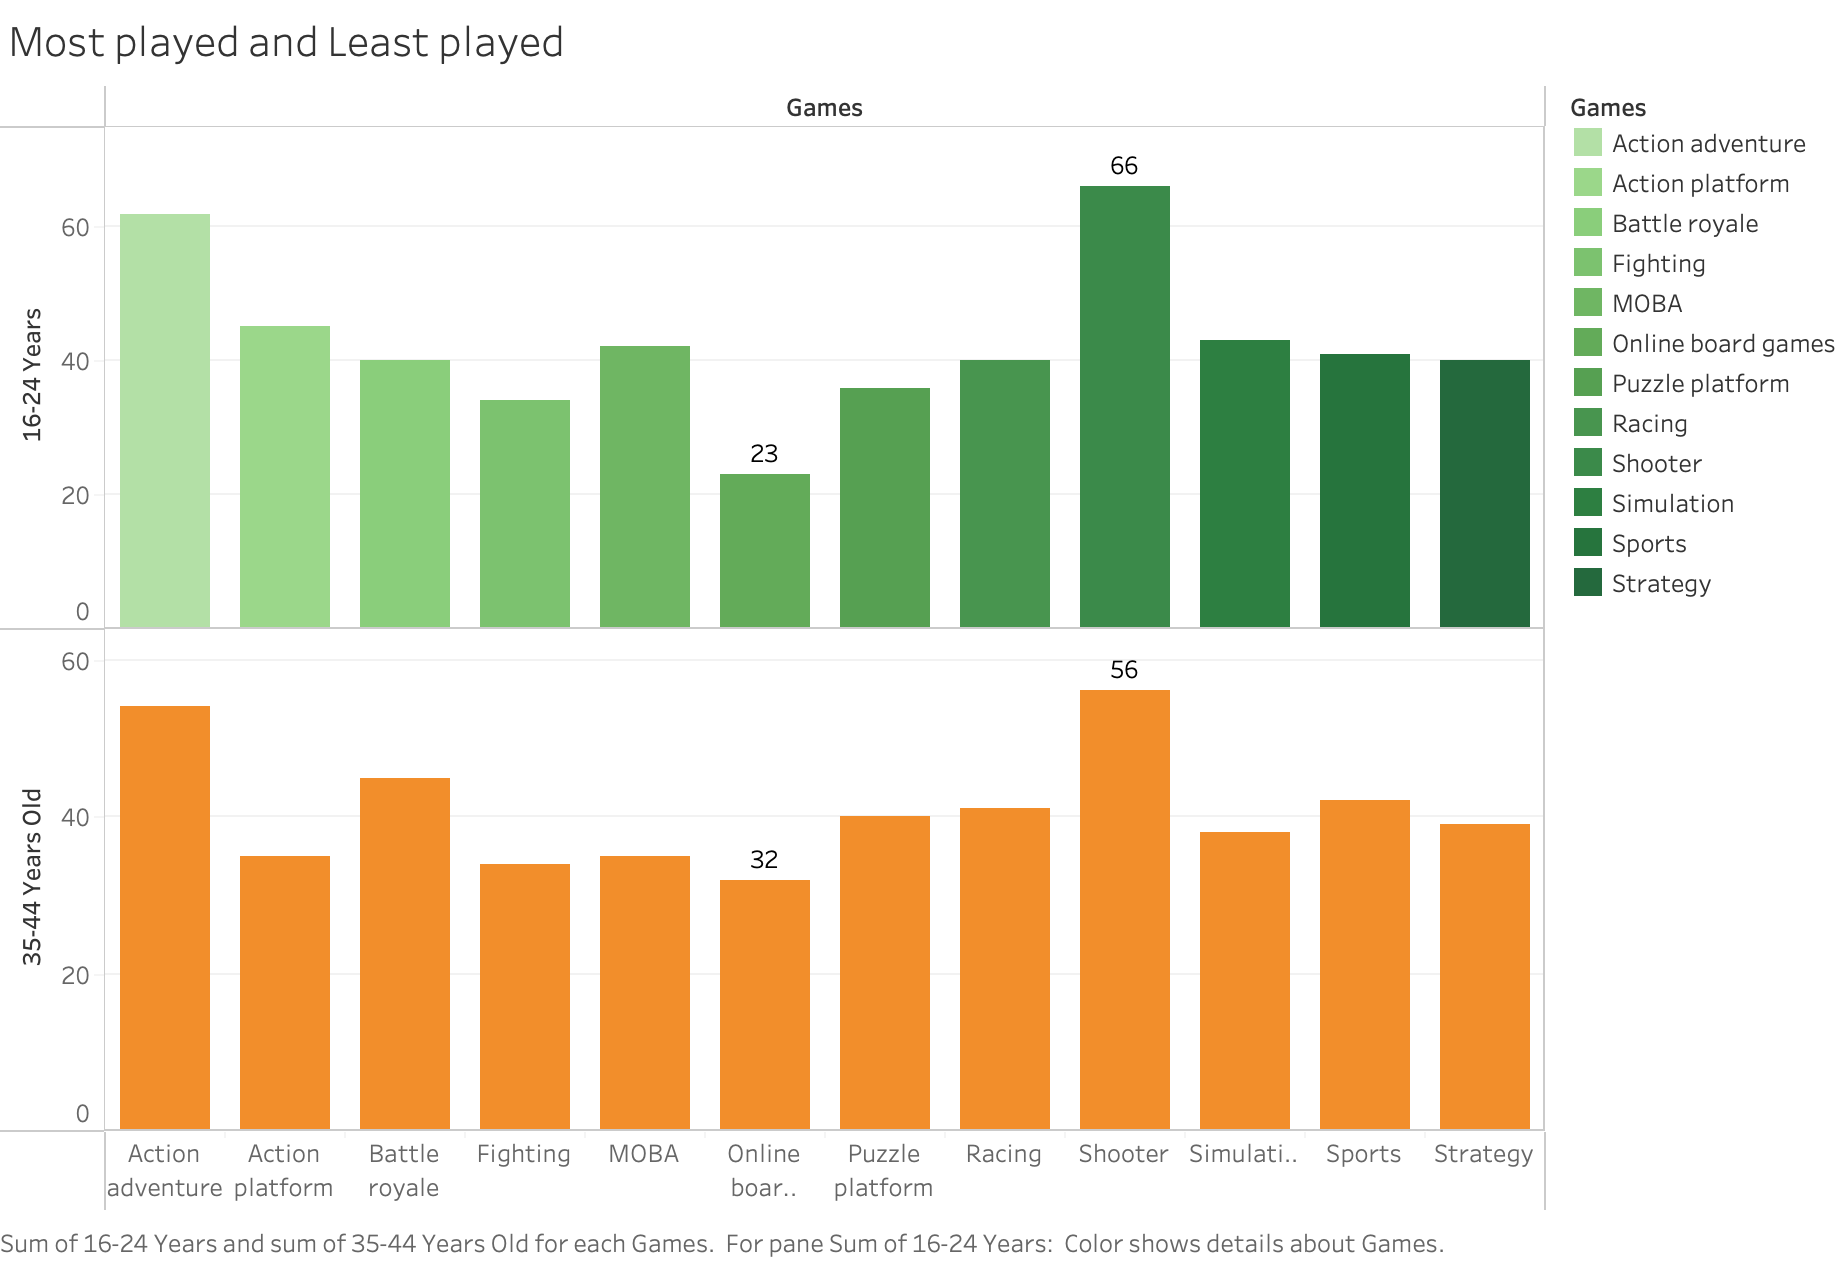 Most played and Least played
Games
16-24 Years
60
40
20
0
66
23
35-44 Years Old
60
40
20
0
56
32
Action adventure
Action platform
Battle royale
Fighting
MOBA
Online boar..
Puzzle platform
Racing
Shooter
Simulati..
Sports
Strategy
Games
Action adventure
Action platform
Battle royale
Fighting
MOBA
Online board games
Puzzle platform
Racing
Shooter
Simulation
Sports
Strategy
Sum of 16-24 Years and sum of 35-44 Years Old for each Games.  For pane Sum of 16-24 Years:  Color shows details about Games.